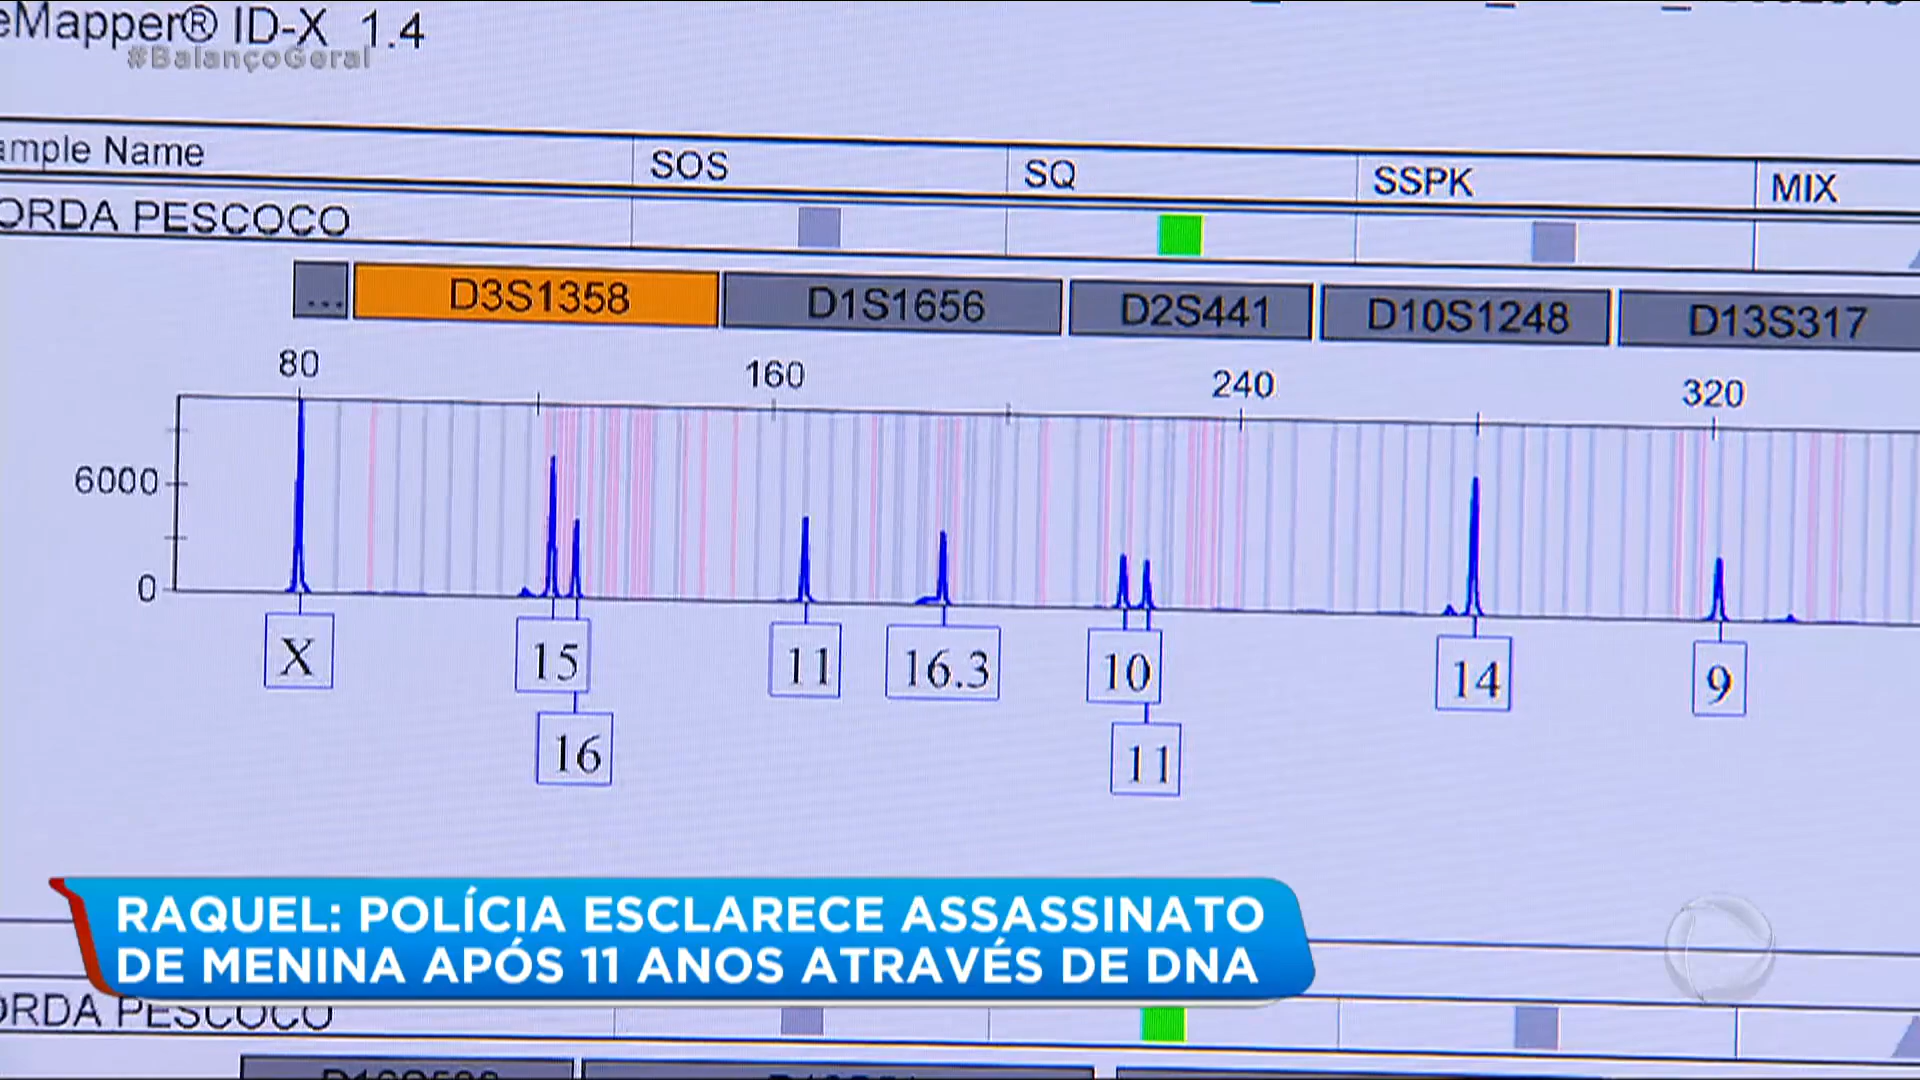 eMapper® ID-X 1.4
#BalançoGeral
ample Name SOS SQ SSPK MIX
ORDA PESCOCO
... D3S1358 D1S1656 D2S441 D10S1248 D13S317
80 160 240 320
6000
0
X 15 11 16.3 10 14 9
16 11
RAQUEL: POLÍCIA ESCLARECE ASSASSINATO
DE MENINA APÓS 11 ANOS ATRAVÉS DE DNA
ORDA PESCOCO